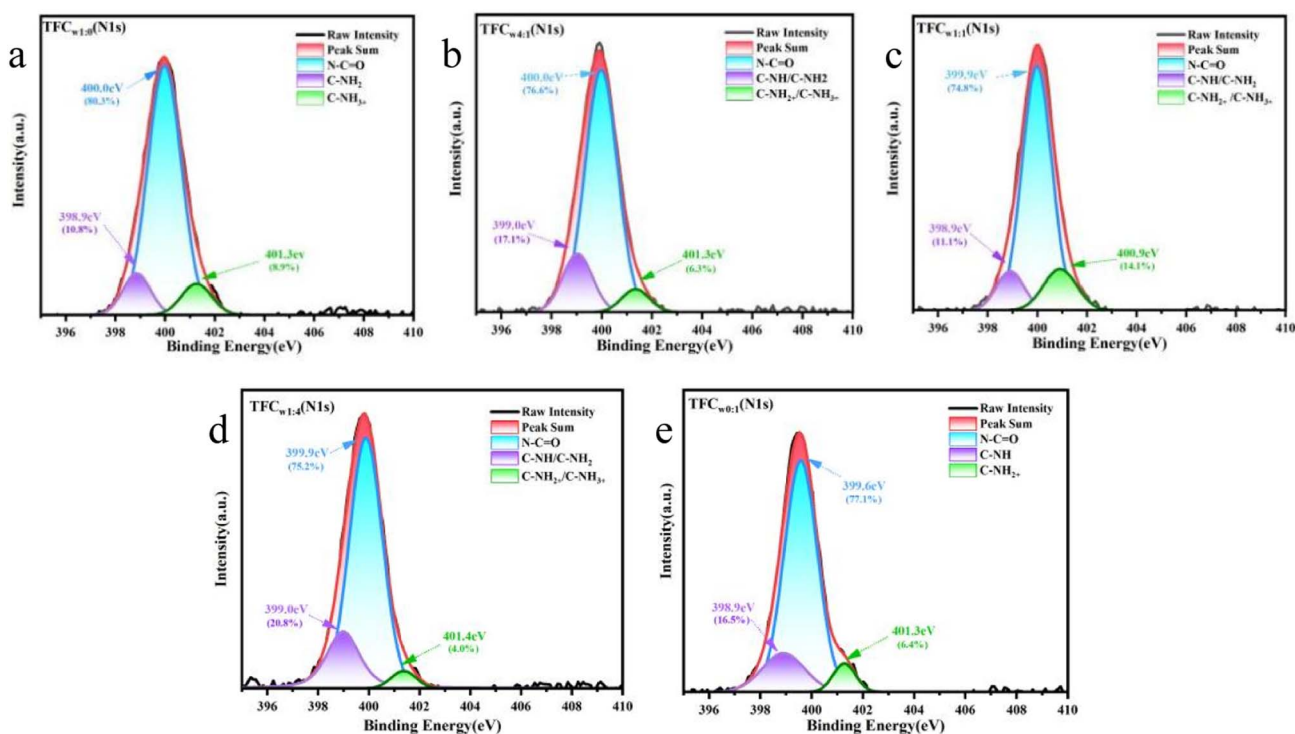 a
TFCw1:0(N1s)
Raw Intensity
Peak Sum
N-C=O
C-NH2
C-NH3+
400.0eV
(80.3%)
398.9eV
(10.8%)
401.3ev
(8.9%)
Intensity(a.u.)
396 398 400 402 404 406 408 410
Binding Energy(eV)
b
TFCw4:1(N1s)
Raw Intensity
Peak Sum
N-C=O
C-NH/C-NH2
C-NH2+/C-NH3+
400.0eV
(76.6%)
399.0eV
(17.1%)
401.3eV
(6.3%)
Intensity(a.u.)
396 398 400 402 404 406 408 410
Binding Energy(eV)
c
TFCw1:1(N1s)
Raw Intensity
Peak Sum
N-C=O
C-NH/C-NH2
C-NH2+ /C-NH3+
399.9eV
(74.8%)
398.9eV
(11.1%)
400.9eV
(14.1%)
Intensity(a.u.)
396 398 400 402 404 406 408 410
Binding Energy(eV)
d
TFCw1:4(N1s)
Raw Intensity
Peak Sum
N-C=O
C-NH/C-NH2
C-NH2+/C-NH3+
399.9eV
(75.2%)
399.0eV
(20.8%)
401.4eV
(4.0%)
Intensity(a.u.)
396 398 400 402 404 406 408 410
Binding Energy(eV)
e
TFCw0:1(N1s)
Raw Intensity
Peak Sum
N-C=O
C-NH
C-NH2+
399.6eV
(77.1%)
398.9eV
(16.5%)
401.3eV
(6.4%)
Intensity(a.u.)
396 398 400 402 404 406 408 410
Binding Energy(eV)